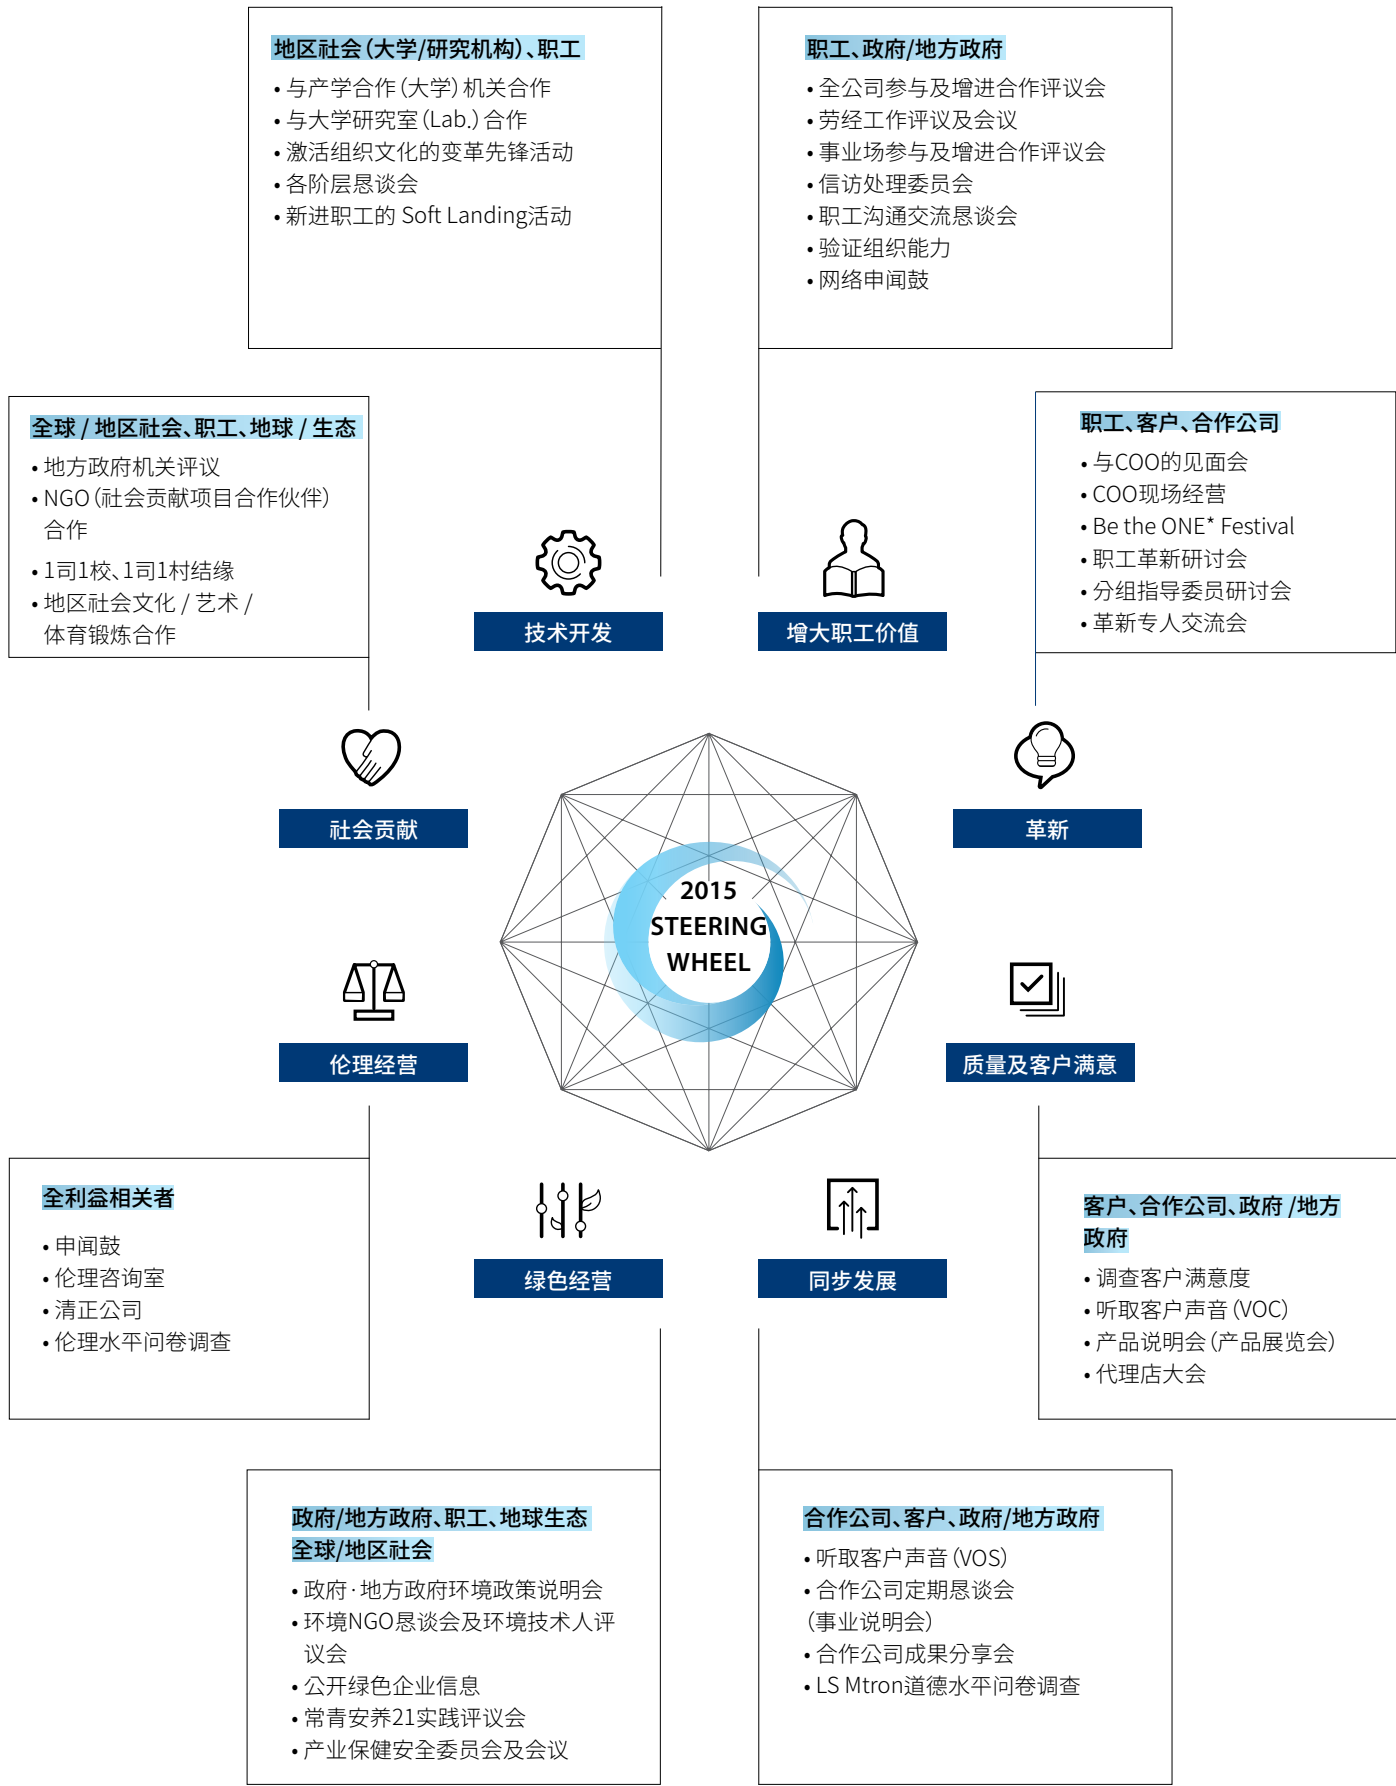 地区社会(大学/研究机构)、职工
• 与产学合作(大学)机关合作
• 与大学研究室(Lab.)合作
• 激活组织文化的变革先锋活动
• 各阶层恳谈会
• 新进职工的 Soft Landing活动
职工、政府/地方政府
• 全公司参与及增进合作评议会
• 劳经工作评议及会议
• 事业场参与及增进合作评议会
• 信访处理委员会
• 职工沟通交流恳谈会
• 验证组织能力
• 网络申闻鼓
全球 / 地区社会、职工、地球 / 生态
• 地方政府机关评议
• NGO(社会贡献项目合作伙伴)
合作
• 1司1校、1司1村结缘
• 地区社会文化 / 艺术 /
体育锻炼合作
职工、客户、合作公司
• 与COO的见面会
• COO现场经营
• Be the ONE* Festival
• 职工革新研讨会
• 分组指导委员研讨会
• 革新专人交流会
技术开发
增大职工价值
社会贡献
革新
2015
STEERING
WHEEL
伦理经营
质量及客户满意
绿色经营
同步发展
全利益相关者
• 申闻鼓
• 伦理咨询室
• 清正公司
• 伦理水平问卷调查
客户、合作公司、政府 /地方
政府
• 调查客户满意度
• 听取客户声音(VOC)
• 产品说明会(产品展览会)
• 代理店大会
政府/地方政府、职工、地球生态
全球/地区社会
• 政府·地方政府环境政策说明会
• 环境NGO恳谈会及环境技术人评
议会
• 公开绿色企业信息
• 常青安养21实践评议会
• 产业保健安全委员会及会议
合作公司、客户、政府/地方政府
• 听取客户声音(VOS)
• 合作公司定期恳谈会
(事业说明会)
• 合作公司成果分享会
• LS Mtron道德水平问卷调查